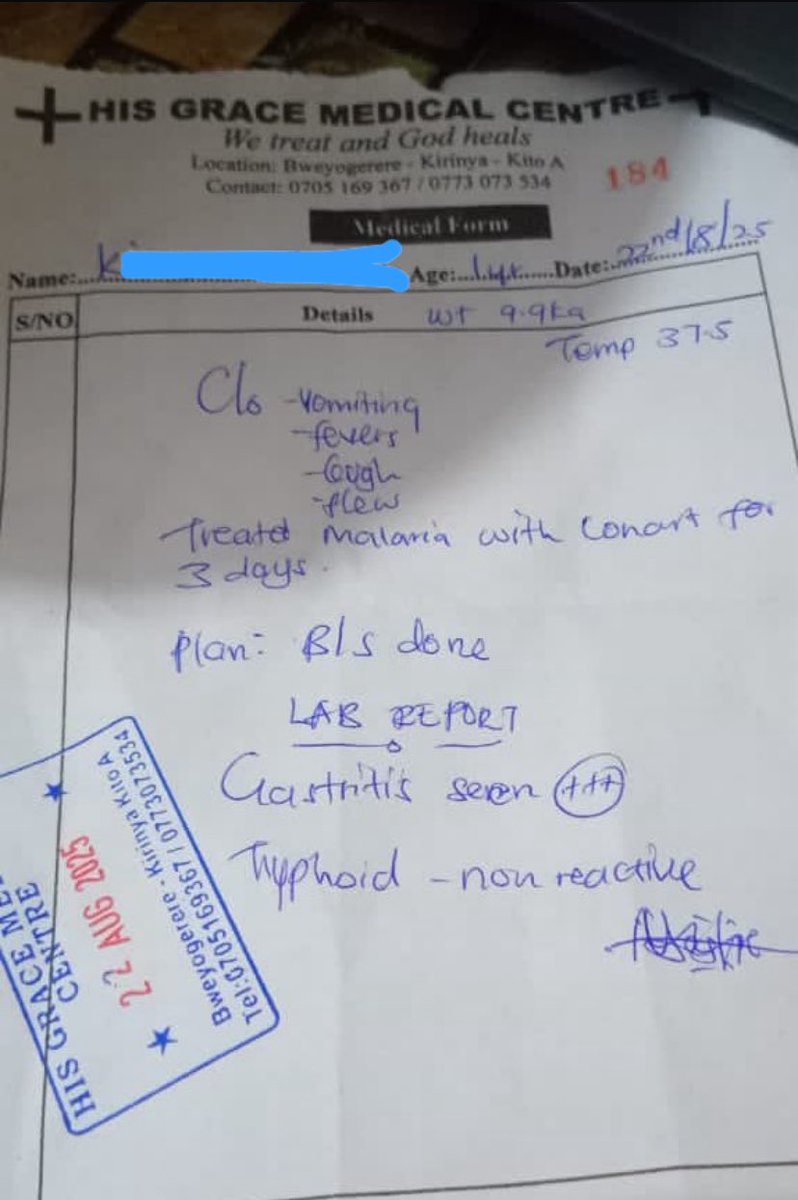 HIS GRACE MEDICAL CENTRE
We treat and God heals
Location: Bweyogerere - Kirinya - Kito A
Contact: 0705 169 367 / 0773 073 534
184
Medical Form
Name: Age: Date: 22nd/8/25
S/NO Details wt 9.9kg
Temp 37.5
C/o - vomiting
- fevers
- Cough
- flew
Treated Malaria with Conart for
3 days.
plan: B/s done
LAB REPORT
Gastritis seren +++
Typhoid - non reactive
HIS GRACE ME
CENTRE
22 AUG 2025
Bweyogerere - Kirinya Kito A
Tel: 0705169367 / 0773073534